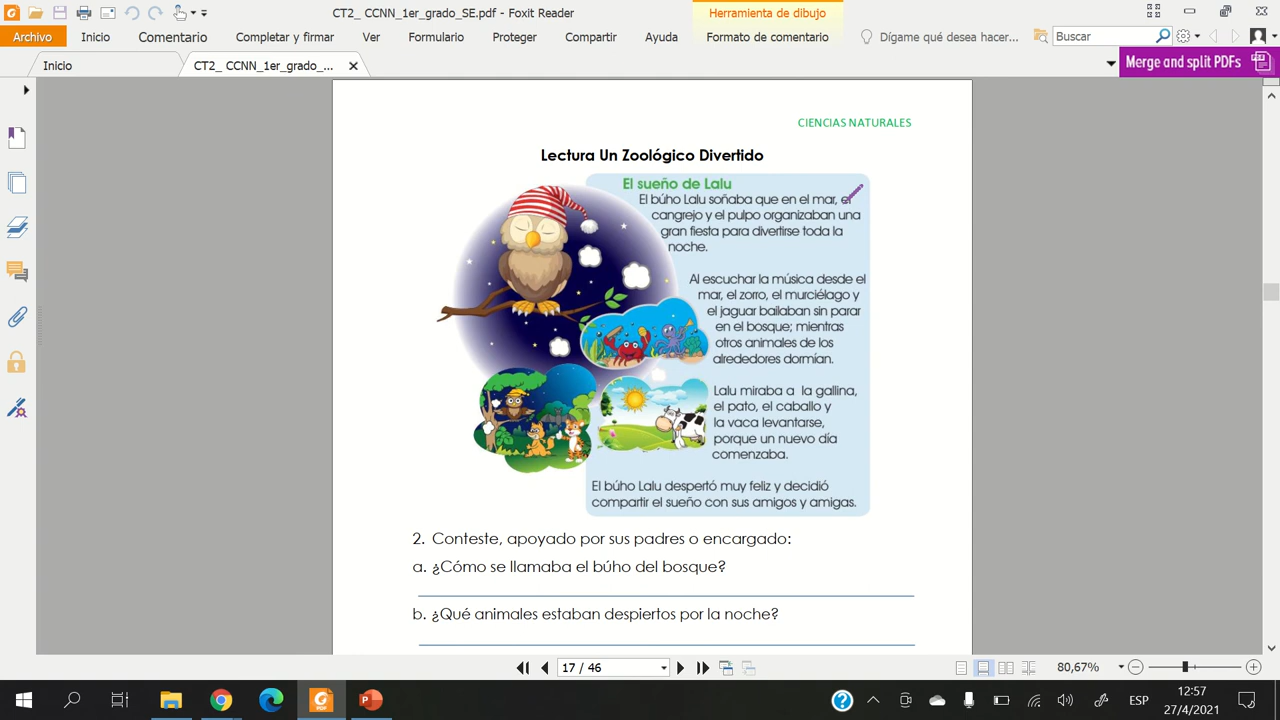 CT2_ CCNN_1er_grado_SE.pdf - Foxit Reader
Herramienta de dibujo
Archivo Inicio Comentario Completar y firmar Ver Formulario Proteger Compartir Ayuda Formato de comentario Dígame qué desea hacer... Buscar
Inicio CT2_ CCNN_1er_grado_... Merge and split PDFs
CIENCIAS NATURALES
Lectura Un Zoológico Divertido
El sueño de Lalu
El búho Lalu soñaba que en el mar, el
cangrejo y el pulpo organizaban una
gran fiesta para divertirse toda la
noche.
Al escuchar la música desde el
mar, el zorro, el murciélago y
el jaguar bailaban sin parar
en el bosque; mientras
otros animales de los
alrededores dormían.
Lalu miraba a la gallina,
el pato, el caballo y
la vaca levantarse,
porque un nuevo día
comenzaba.
El búho Lalu despertó muy feliz y decidió
compartir el sueño con sus amigos y amigas.
2. Conteste, apoyado por sus padres o encargado:
a. ¿Cómo se llamaba el búho del bosque?
b. ¿Qué animales estaban despiertos por la noche?
17 / 46
80,67%
ESP
12:57
27/4/2021